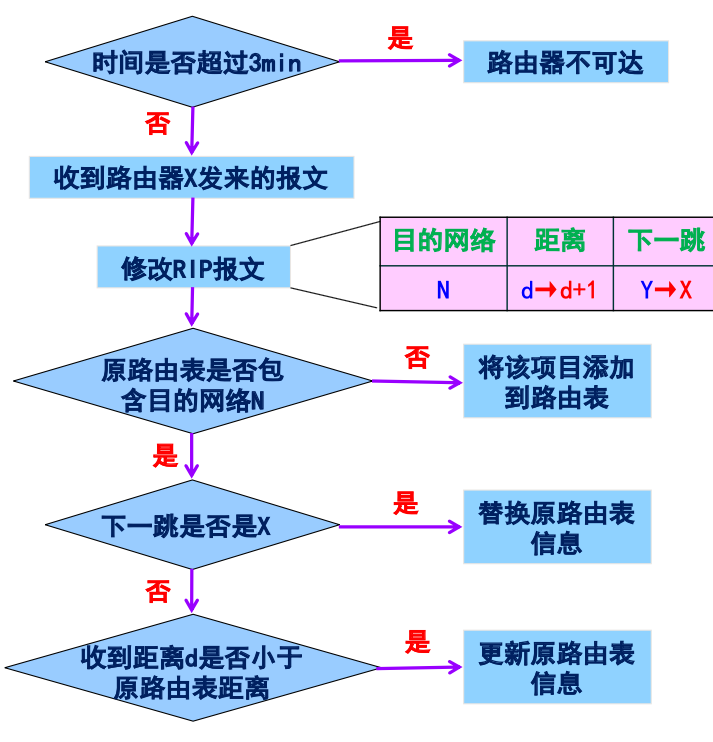 时间是否超过3min
是
路由器不可达
否
收到路由器X发来的报文
修改RIP报文
目的网络 距离 下一跳
N d→d+1 Y→X
原路由表是否包
含目的网络N
否
将该项目添加
到路由表
是
下一跳是否是X
是
替换原路由表
信息
否
收到距离d是否小于
原路由表距离
是
更新原路由表
信息